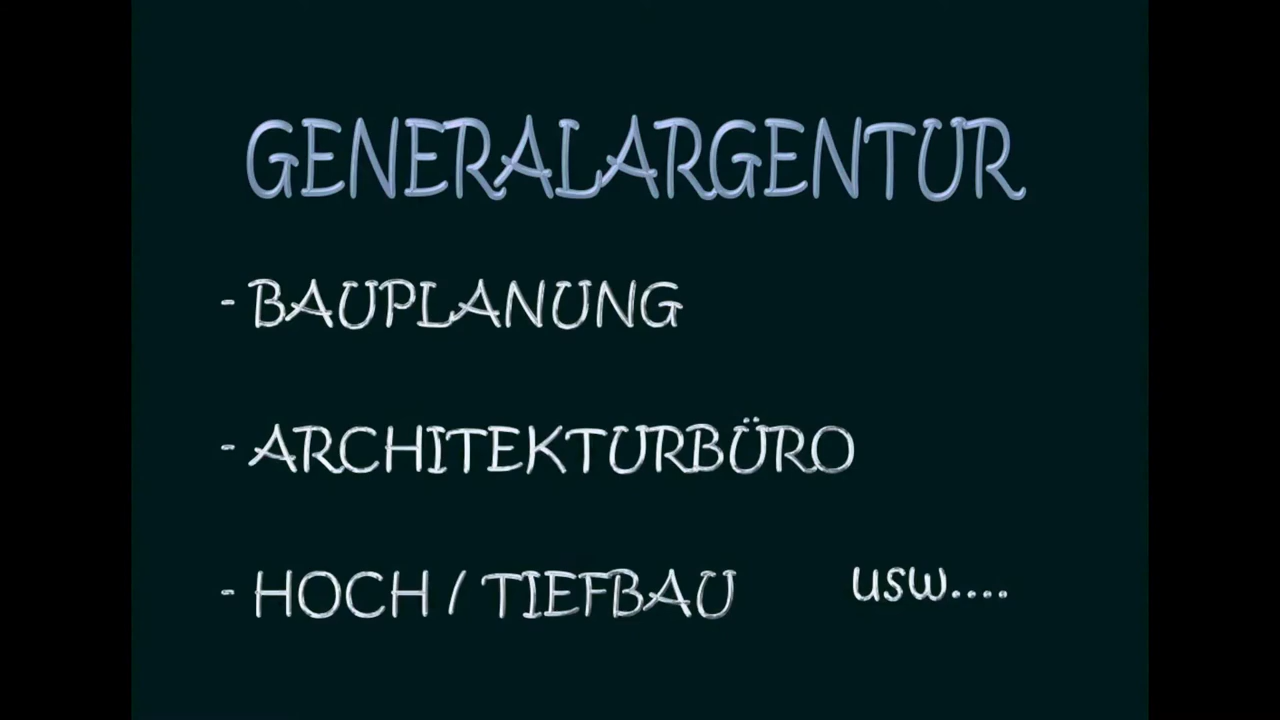 GENERALARGENTUR
- BAUPLANUNG
- ARCHITEKTURBÜRO
- HOCH / TIEFBAU usw....